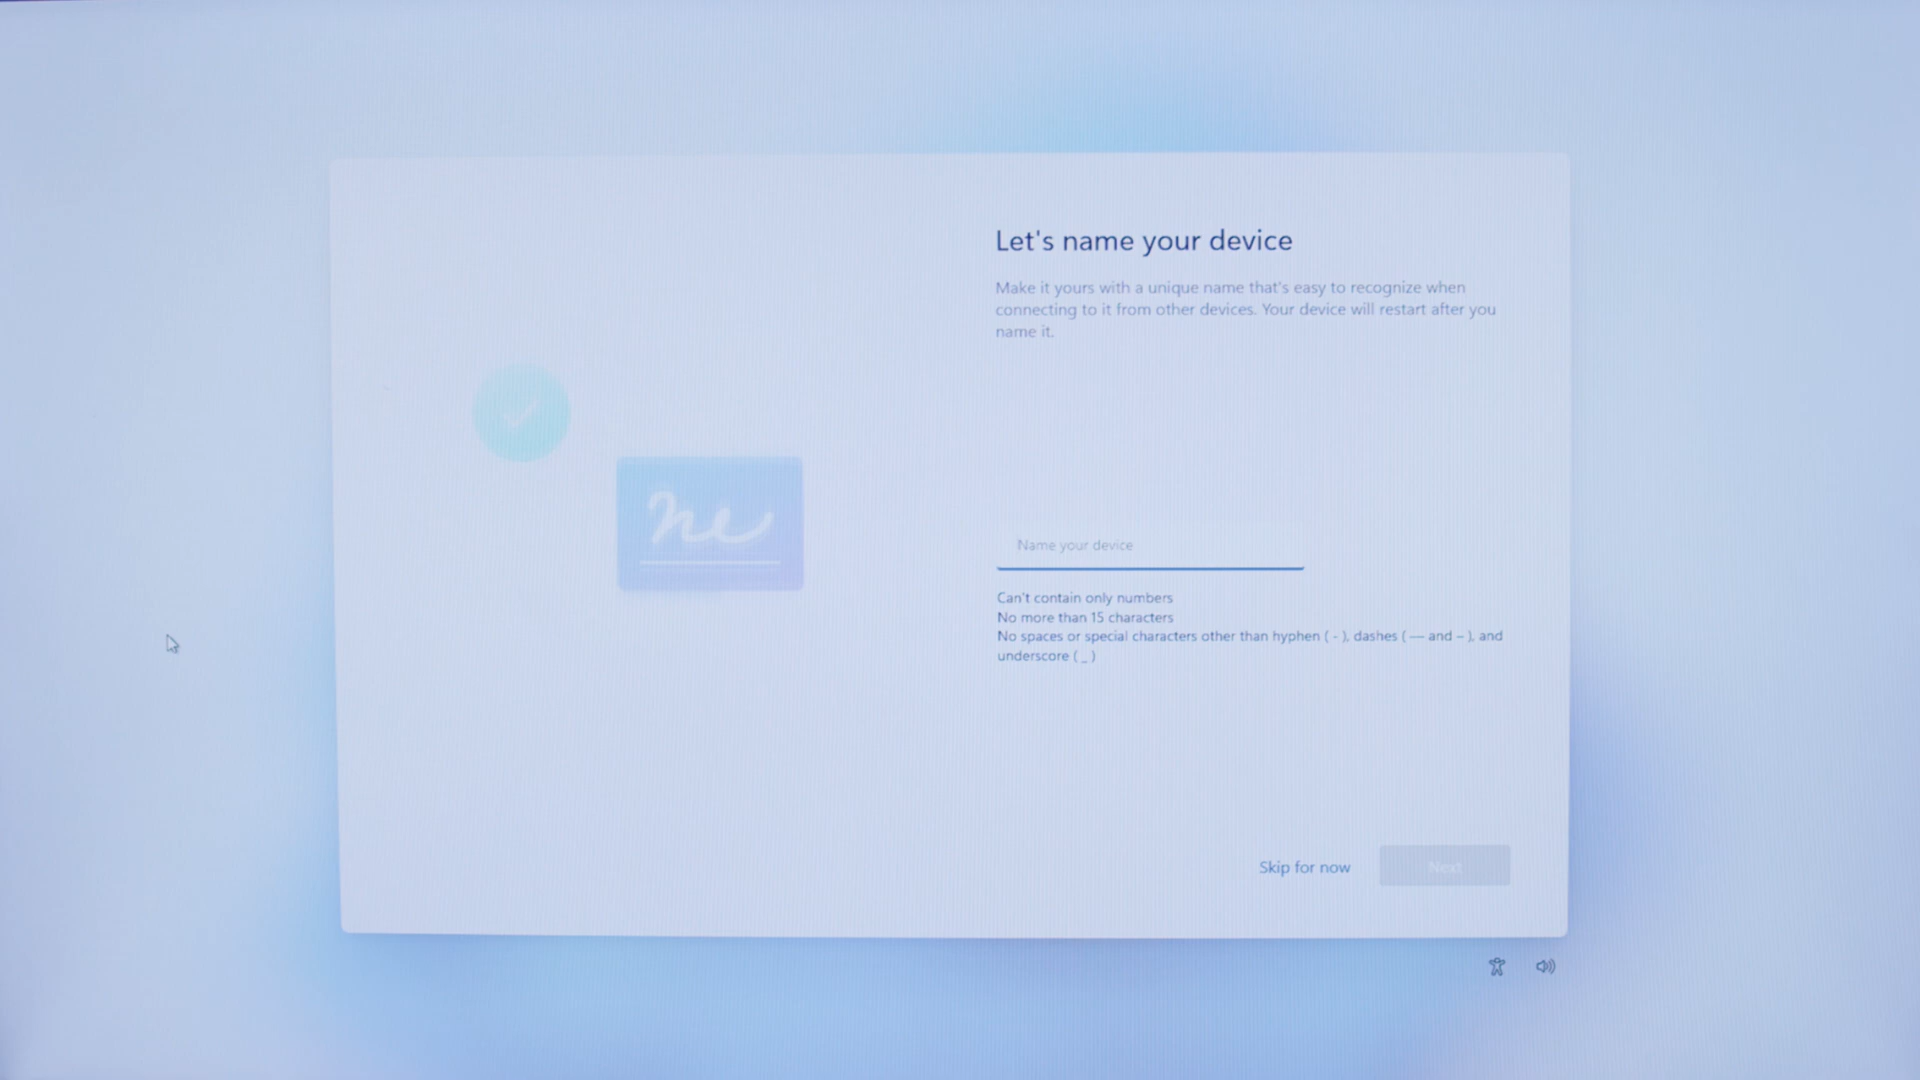 Let's name your device
Make it yours with a unique name that's easy to recognize when
connecting to it from other devices. Your device will restart after you
name it.
ne
Name your device
Can't contain only numbers
No more than 15 characters
No spaces or special characters other than hyphen ( - ), dashes ( — and – ), and
underscore ( _ )
Skip for now
Next